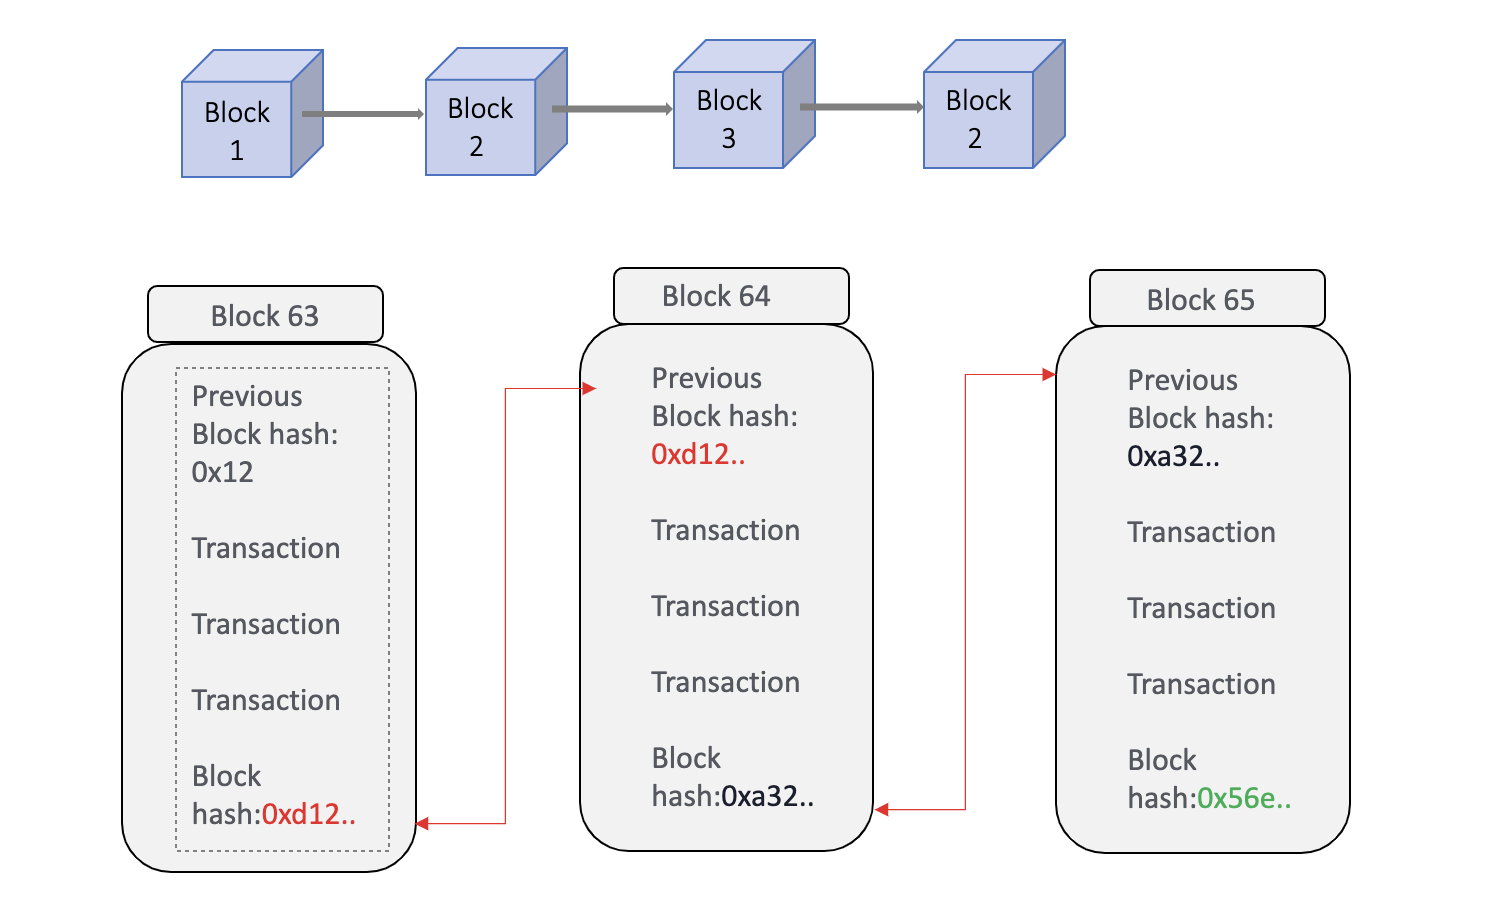 Block
1
Block
2
Block
3
Block
2
Block 63
Previous
Block hash:
0x12
Transaction
Transaction
Transaction
Block
hash:0xd12..
Block 64
Previous
Block hash:
0xd12..
Transaction
Transaction
Transaction
Block
hash:0xa32..
Block 65
Previous
Block hash:
0xa32..
Transaction
Transaction
Transaction
Block
hash:0x56e..